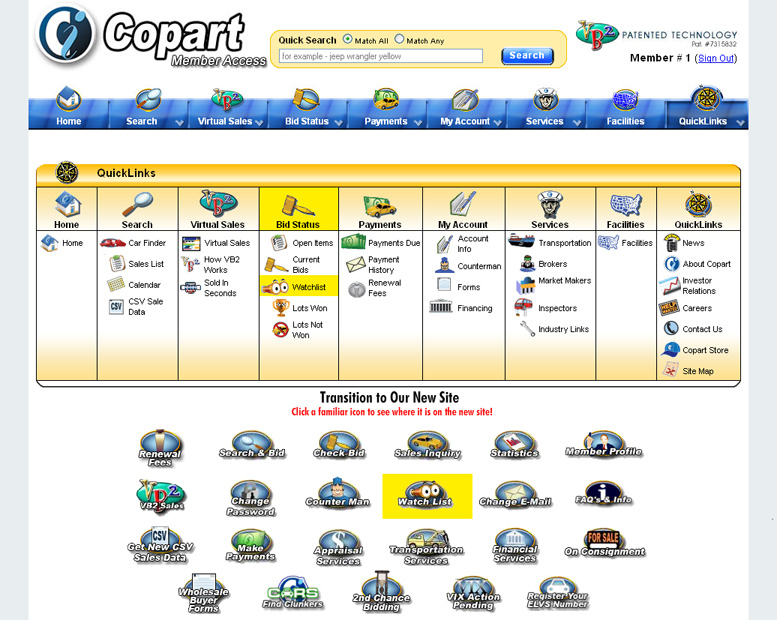 Copart
Member Access
Quick Search Match All Match Any
for example - jeep wrangler yellow
Search
VB2 PATENTED TECHNOLOGY
Pat. #7315832
Member # 1 (Sign Out)
Home Search Virtual Sales Bid Status Payments My Account Services Facilities QuickLinks
QuickLinks
Home Search Virtual Sales Bid Status Payments My Account Services Facilities QuickLinks
Home
Car Finder
Sales List
Calendar
CSV
CSV Sale
Data
Virtual Sales
How VB2
Works
Sold In
Seconds
Open Items
Current
Bids
Watchlist
Lots Won
Lots Not
Won
Payments Due
Payment
History
Renewal
Fees
Account
Info
Counterman
Forms
Financing
Transportation
Brokers
Market Makers
Inspectors
Industry Links
Facilities
News
About Copart
Investor
Relations
Careers
Contact Us
Copart Store
Site Map
Transition to Our New Site
Click a familiar icon to see where it is on the new site!
Renewal
Fees
Search & Bid
Check Bid
Sales Inquiry
Statistics
Member Profile
VB2
VB2 Sales
Change
Password
Counter Man
Watch List
Change E-Mail
FAQ's & Info
CSV
Get New CSV
Sales Data
Make
Payments
Appraisal
Services
Transportation
Services
Financial
Services
FOR SALE
On Consignment
Wholesale
Buyer
Forms
CARS
Find Clunkers
2nd Chance
Bidding
VIX Action
Pending
Register Your
ELVS Number